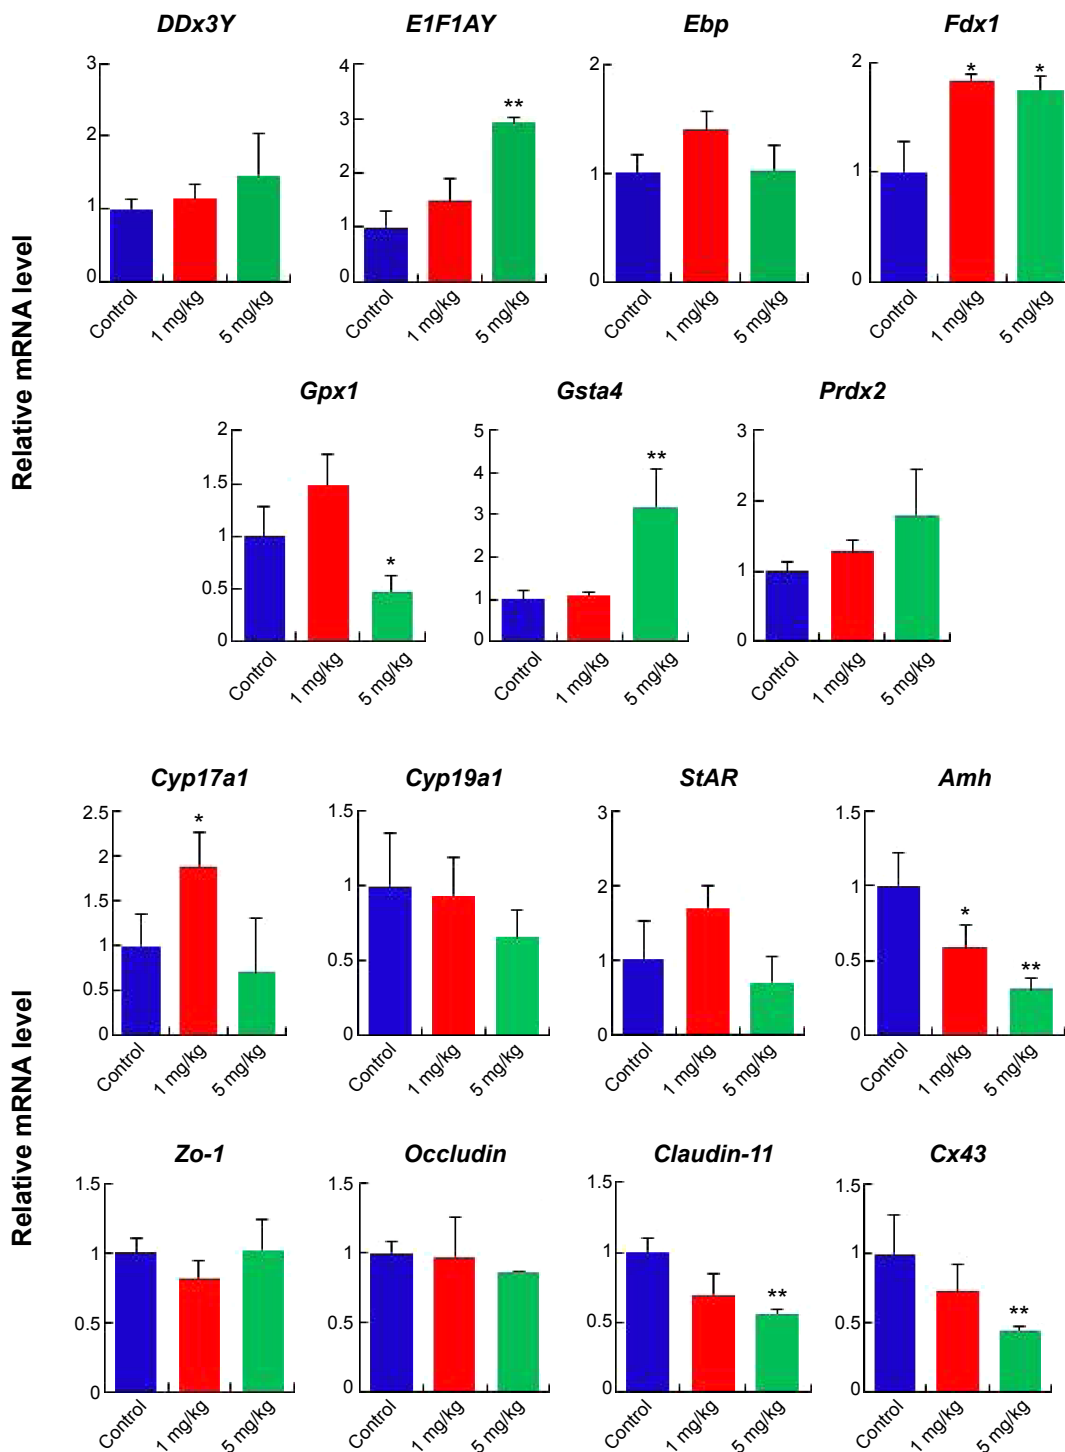 DDx3Y E1F1AY Ebp Fdx1
3 2 1 0 Control 1 mg/kg 5 mg/kg
4 3 ** 2 1 0 Control 1 mg/kg 5 mg/kg
2 1 0 Control 1 mg/kg 5 mg/kg
2 * * 1 0 Control 1 mg/kg 5 mg/kg
Relative mRNA level
Gpx1 Gsta4 Prdx2
2 1.5 1 * 0.5 0 Control 1 mg/kg 5 mg/kg
5 ** 4 3 2 1 0 Control 1 mg/kg 5 mg/kg
3 2 1 0 Control 1 mg/kg 5 mg/kg
Cyp17a1 Cyp19a1 StAR Amh
2.5 * 2 1.5 1 0.5 0 Control 1 mg/kg 5 mg/kg
1.5 1 0.5 0 Control 1 mg/kg 5 mg/kg
3 2 1 0 Control 1 mg/kg 5 mg/kg
1.5 1 * ** 0.5 0 Control 1 mg/kg 5 mg/kg
Relative mRNA level
Zo-1 Occludin Claudin-11 Cx43
1.5 1 0.5 0 Control 1 mg/kg 5 mg/kg
1.5 1 0.5 0 Control 1 mg/kg 5 mg/kg
1.5 1 ** 0.5 0 Control 1 mg/kg 5 mg/kg
1.5 1 ** 0.5 0 Control 1 mg/kg 5 mg/kg